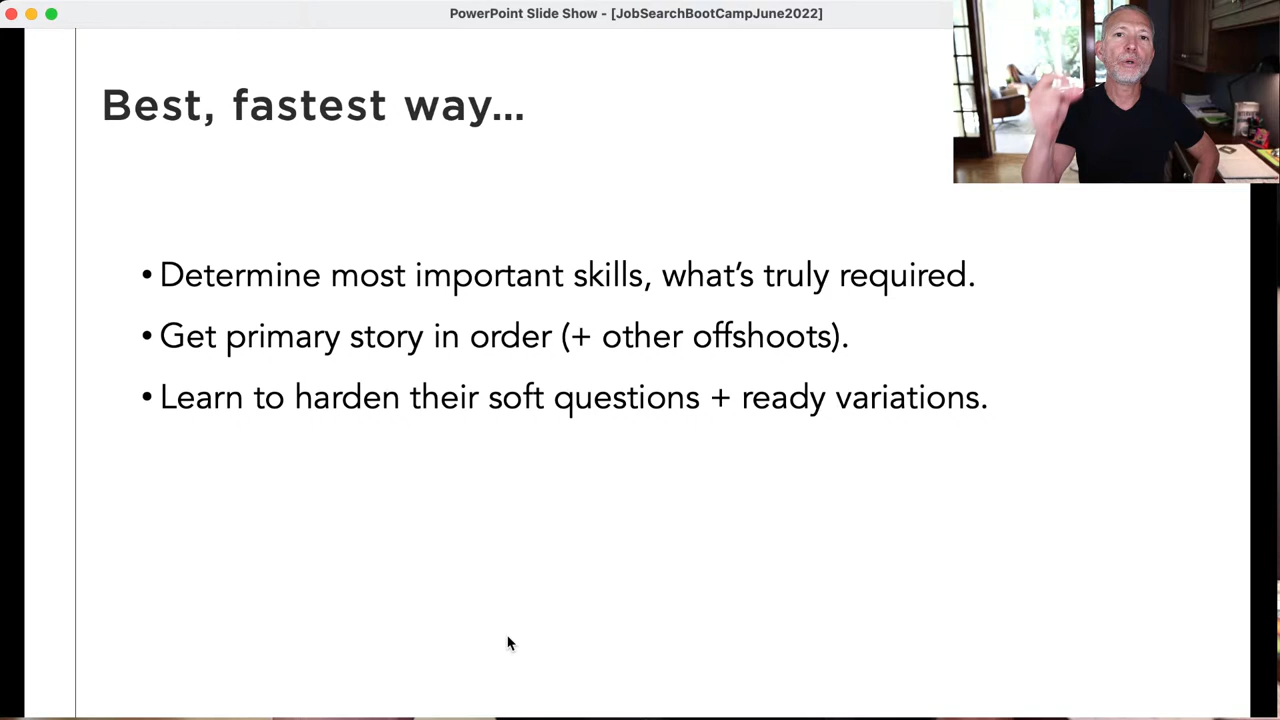 PowerPoint Slide Show - [JobSearchBootCampJune2022]
Best, fastest way...
• Determine most important skills, what's truly required.
• Get primary story in order (+ other offshoots).
• Learn to harden their soft questions + ready variations.